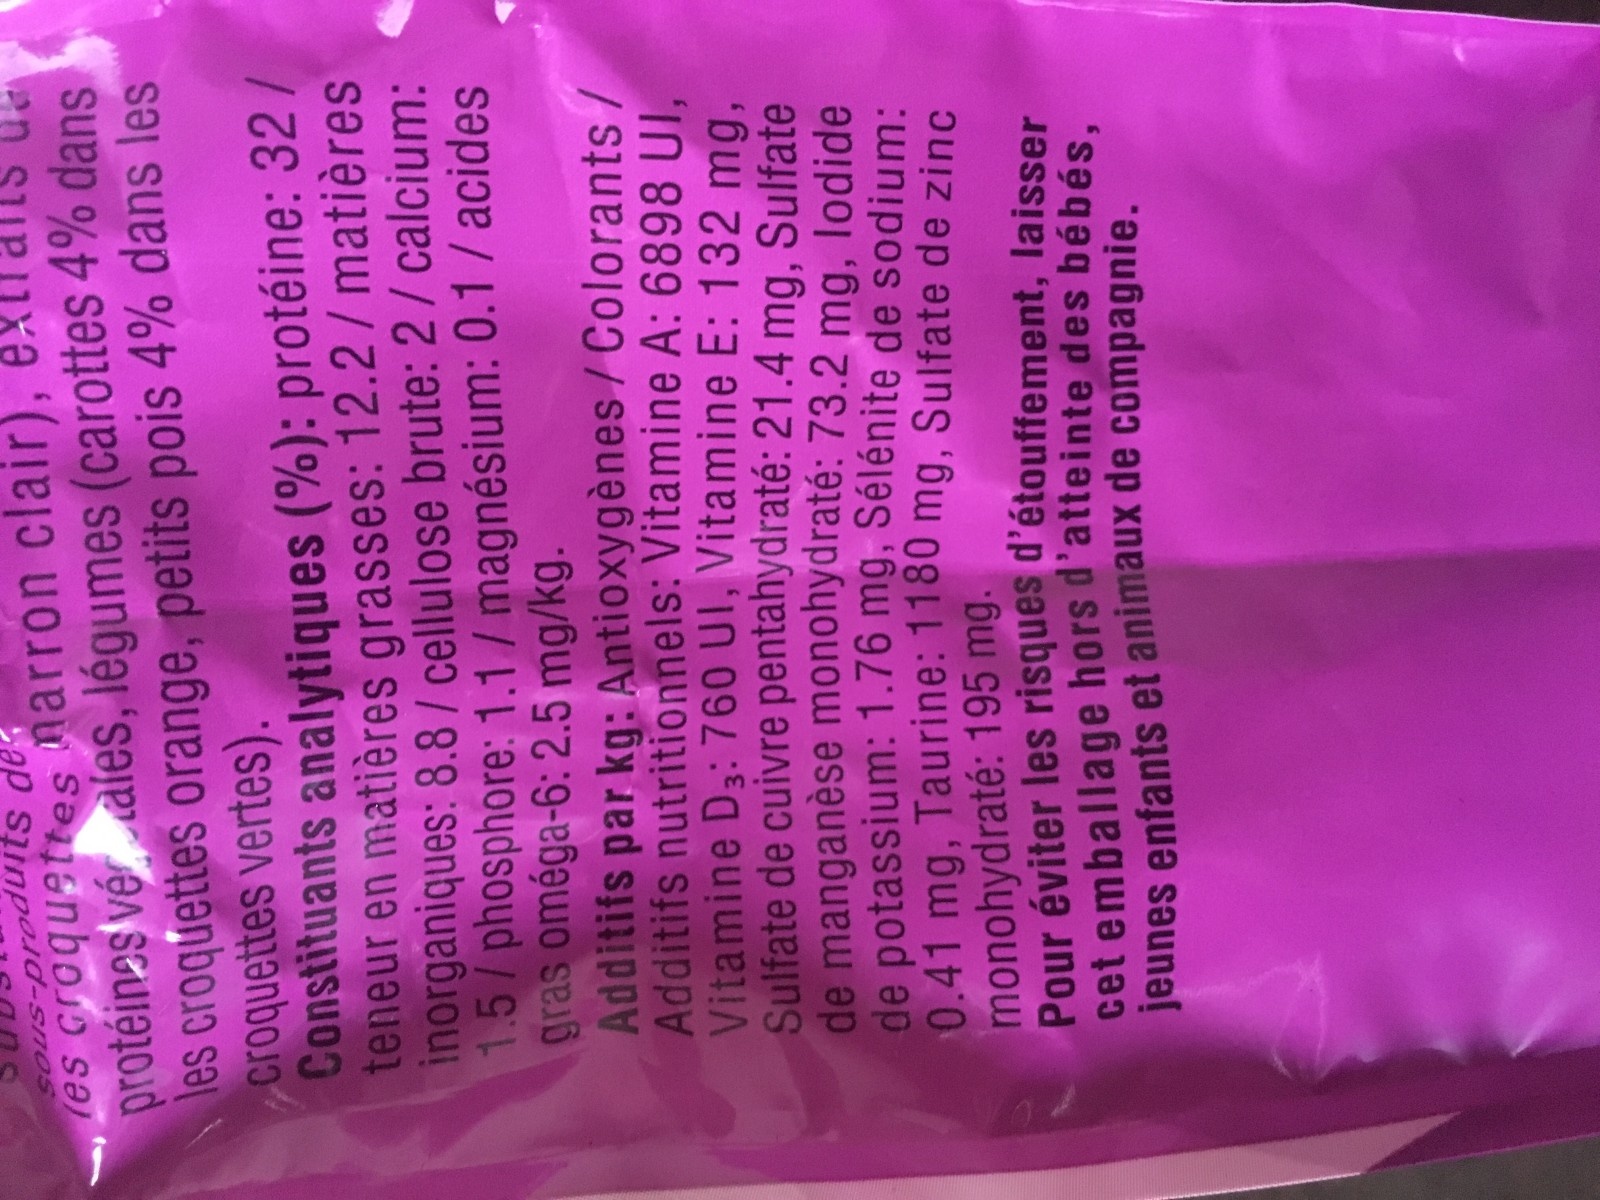 sous-produits de
les croquettes marron clair), extraits de
protéines végétales, légumes (carottes 4% dans
les croquettes orange, petits pois 4% dans les
croquettes vertes).
Constituants analytiques (%): protéine: 32 /
teneur en matières grasses: 12.2 / matières
inorganiques: 8.8 / cellulose brute: 2 / calcium:
1.5 / phosphore: 1.1 / magnésium: 0.1 / acides
gras oméga-6: 2.5 mg/kg.
Additifs par kg: Antioxygènes / Colorants /
Additifs nutritionnels: Vitamine A: 6898 UI,
Vitamine D₃: 760 UI, Vitamine E: 132 mg,
Sulfate de cuivre pentahydraté: 21.4 mg, Sulfate
de manganèse monohydraté: 73.2 mg, Iodide
de potassium: 1.76 mg, Sélénite de sodium:
0.41 mg, Taurine: 1180 mg, Sulfate de zinc
monohydraté: 195 mg.
Pour éviter les risques d'étouffement, laisser
cet emballage hors d'atteinte des bébés,
jeunes enfants et animaux de compagnie.